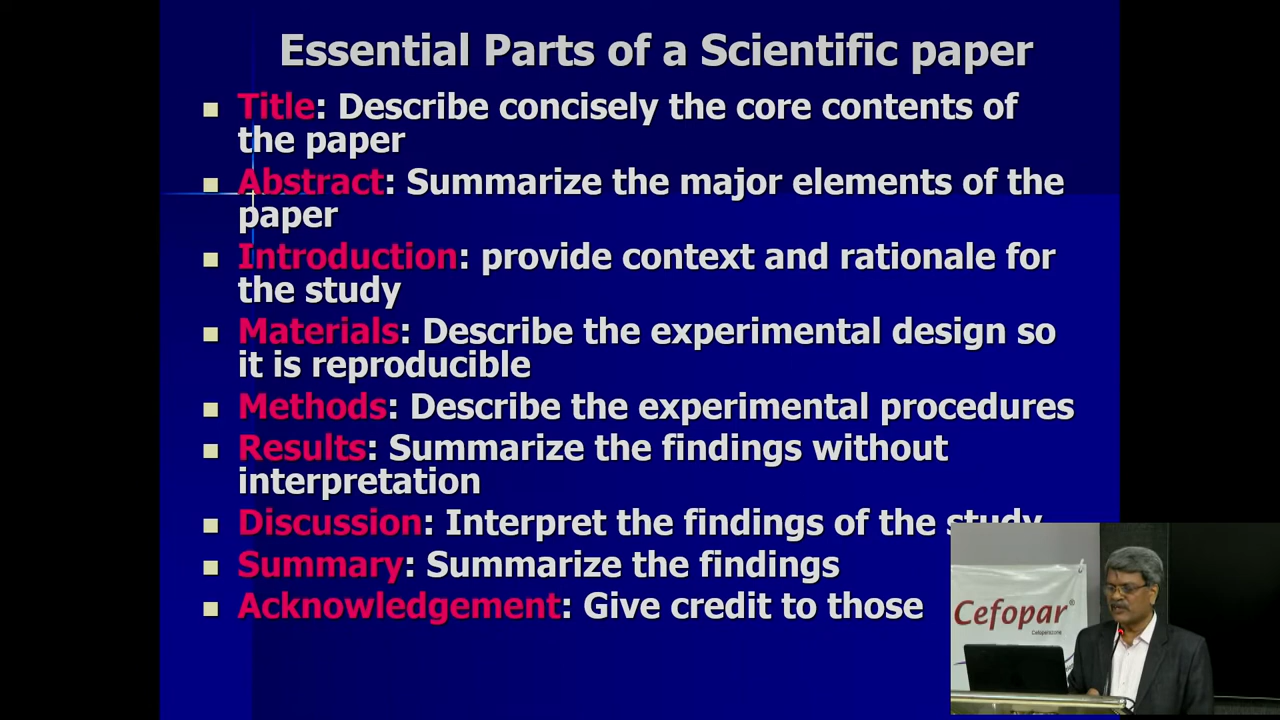 Essential Parts of a Scientific paper
Title: Describe concisely the core contents of
the paper
Abstract: Summarize the major elements of the
paper
Introduction: provide context and rationale for
the study
Materials: Describe the experimental design so
it is reproducible
Methods: Describe the experimental procedures
Results: Summarize the findings without
interpretation
Discussion: Interpret the findings of the study
Summary: Summarize the findings
Acknowledgement: Give credit to those
Cefopar®
Cefoperazone